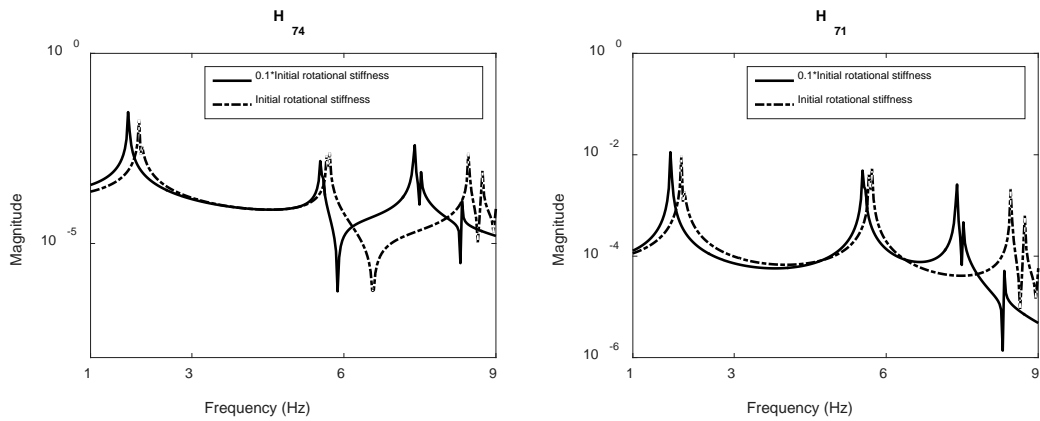 H
74
10 0
0.1*Initial rotational stiffness
Initial rotational stiffness
Magnitude
10 -5
1 3 6 9
Frequency (Hz)
H
71
10 0
0.1*Initial rotational stiffness
Initial rotational stiffness
10 -2
Magnitude
10 -4
10 -6
1 3 6 9
Frequency (Hz)